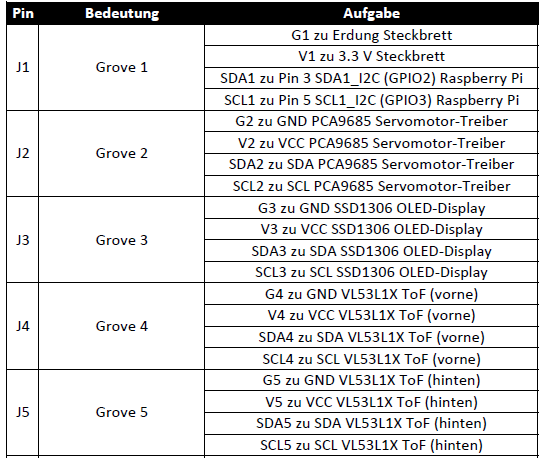 Pin Bedeutung Aufgabe
J1 Grove 1 G1 zu Erdung Steckbrett
V1 zu 3.3 V Steckbrett
SDA1 zu Pin 3 SDA1_I2C (GPIO2) Raspberry Pi
SCL1 zu Pin 5 SCL1_I2C (GPIO3) Raspberry Pi
J2 Grove 2 G2 zu GND PCA9685 Servomotor-Treiber
V2 zu VCC PCA9685 Servomotor-Treiber
SDA2 zu SDA PCA9685 Servomotor-Treiber
SCL2 zu SCL PCA9685 Servomotor-Treiber
J3 Grove 3 G3 zu GND SSD1306 OLED-Display
V3 zu VCC SSD1306 OLED-Display
SDA3 zu SDA SSD1306 OLED-Display
SCL3 zu SCL SSD1306 OLED-Display
J4 Grove 4 G4 zu GND VL53L1X ToF (vorne)
V4 zu VCC VL53L1X ToF (vorne)
SDA4 zu SDA VL53L1X ToF (vorne)
SCL4 zu SCL VL53L1X ToF (vorne)
J5 Grove 5 G5 zu GND VL53L1X ToF (hinten)
V5 zu VCC VL53L1X ToF (hinten)
SDA5 zu SDA VL53L1X ToF (hinten)
SCL5 zu SCL VL53L1X ToF (hinten)